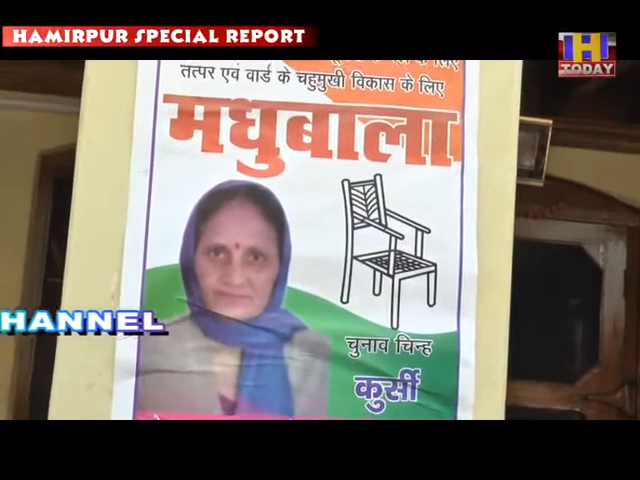 HAMIRPUR SPECIAL REPORT
H
TODAY
तत्पर एवं वार्ड के चहुमुखी विकास के लिए
मधुबाला
HANNEL
चुनाव चिन्ह
कुर्सी